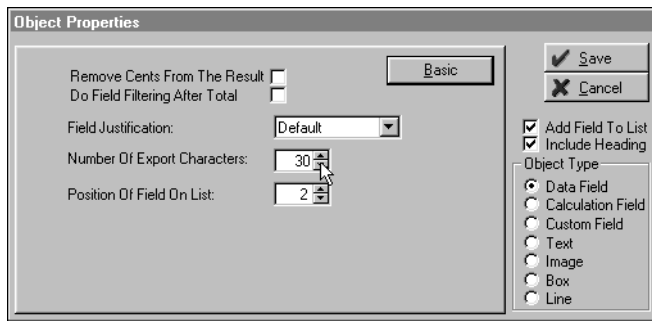 Object Properties
Remove Cents From The Result
Do Field Filtering After Total
Basic
Field Justification: Default
Number Of Export Characters: 30
Position Of Field On List: 2
Save
Cancel
Add Field To List
Include Heading
Object Type
Data Field
Calculation Field
Custom Field
Text
Image
Box
Line